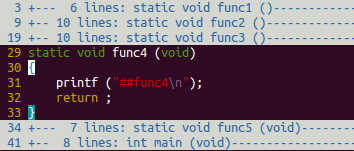 3 +---  6 lines: static void func1 ()--------------
9 +-- 10 lines: static void func2 ()--------------
19 +-- 10 lines: static void func3 ()--------------
29 static void func4 (void)
30 {
31     printf ("##func4\n");
32     return ;
33 }
34 +---  7 lines: static void func5 (void)----------
41 +--  8 lines: int main (void)-------------------